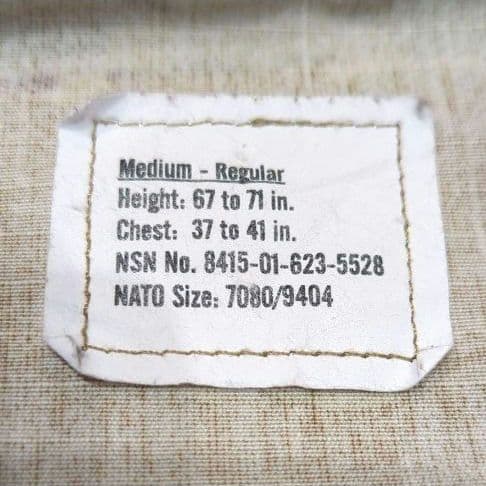 Medium - Regular
Height: 67 to 71 in.
Chest: 37 to 41 in.
NSN No. 8415-01-623-5528
NATO Size: 7080/9404